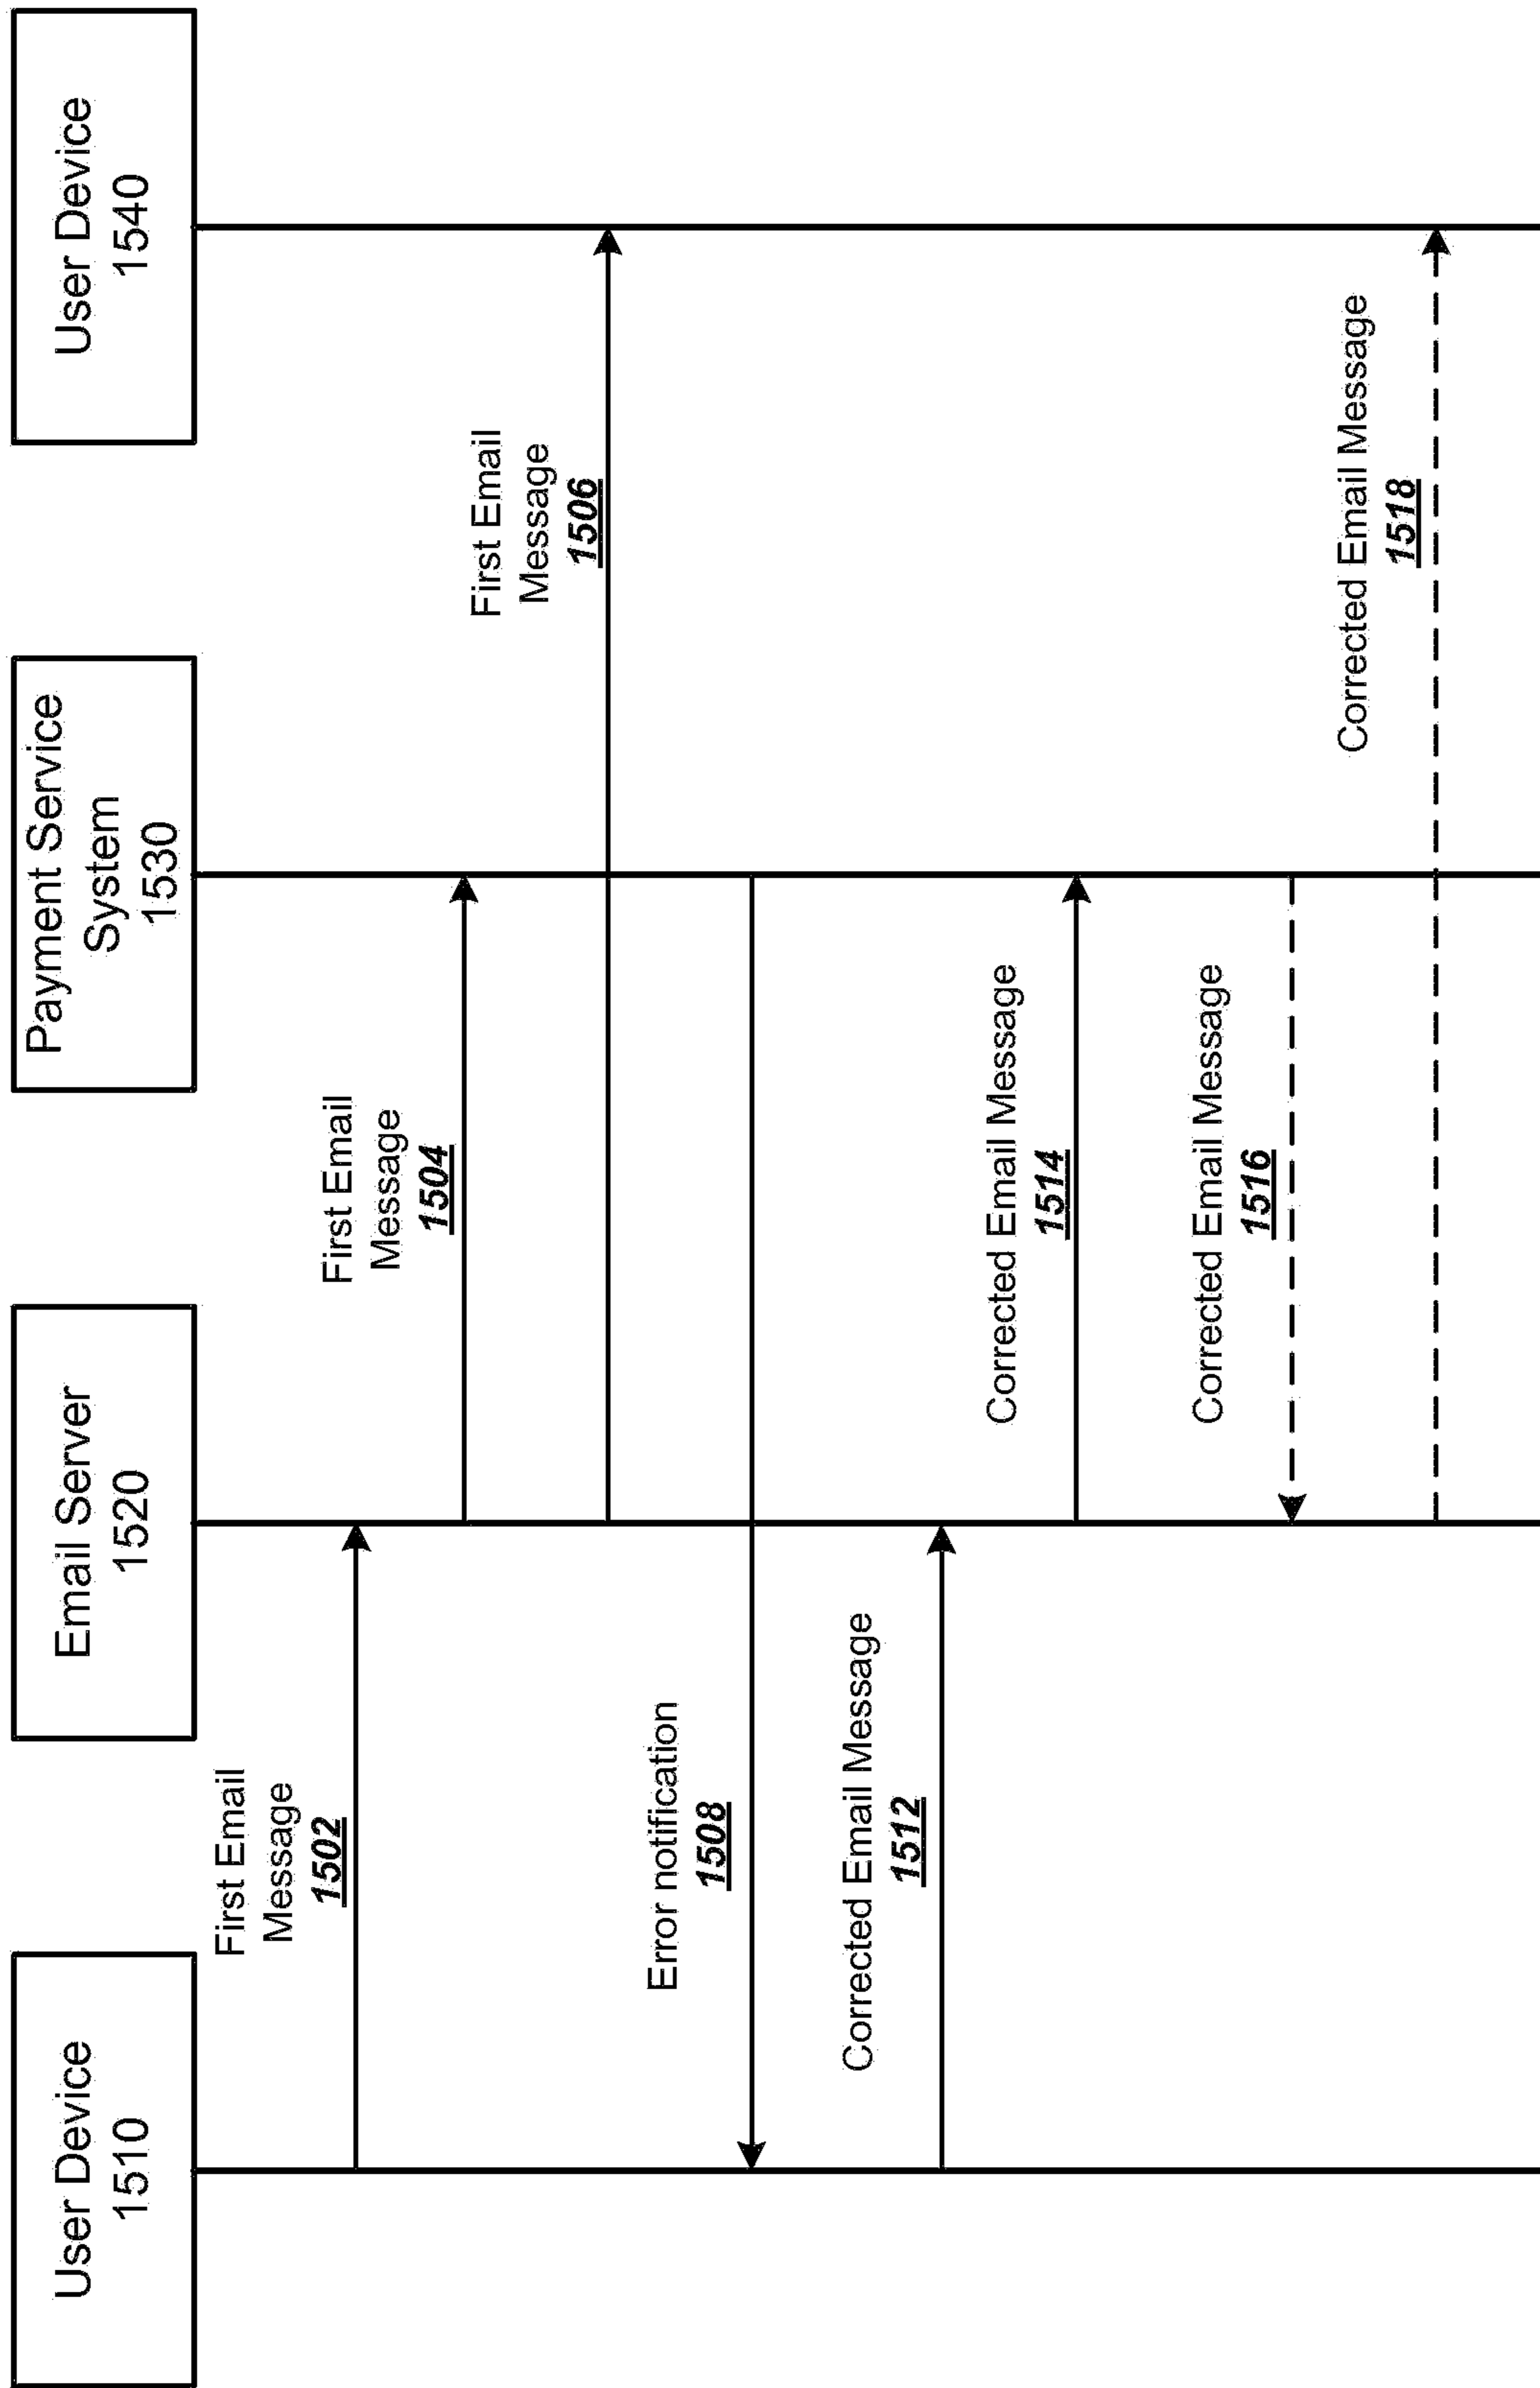 User Device
1510
Email Server
1520
Payment Service
System
1530
User Device
1540
First Email
Message
1502
First Email
Message
1504
First Email
Message
1506
Error notification
1508
Corrected Email Message
1512
Corrected Email Message
1514
Corrected Email Message
1516
Corrected Email Message
1518